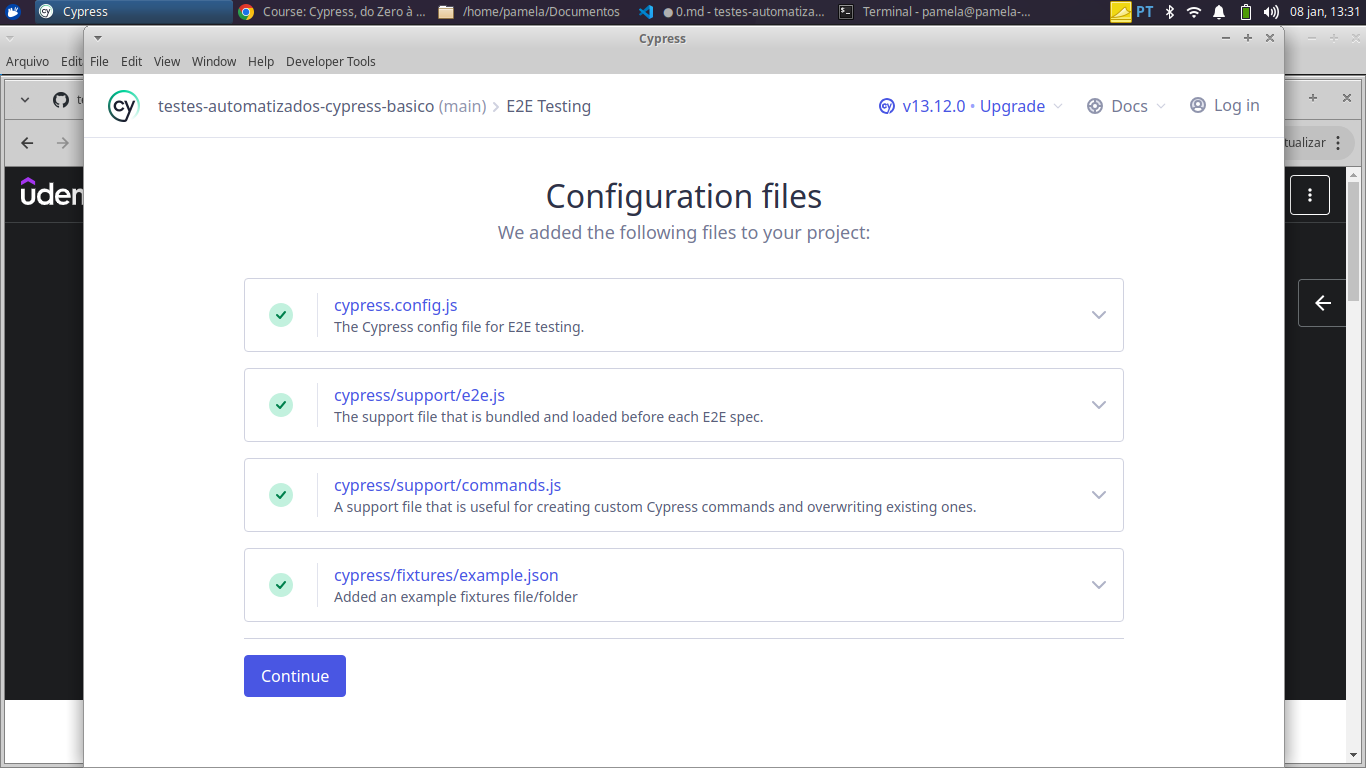 Cypress
Course: Cypress, do Zero à ...
/home/pamela/Documentos
0.md - testes-automatiza...
Terminal - pamela@pamela-...
PT
08 jan, 13:31
Cypress
Arquivo
Edit
File Edit View Window Help Developer Tools
cy
testes-automatizados-cypress-basico (main) > E2E Testing
v13.12.0 • Upgrade
Docs
Log in
te
tualizar
udem
Configuration files
We added the following files to your project:
cypress.config.js
The Cypress config file for E2E testing.
cypress/support/e2e.js
The support file that is bundled and loaded before each E2E spec.
cypress/support/commands.js
A support file that is useful for creating custom Cypress commands and overwriting existing ones.
cypress/fixtures/example.json
Added an example fixtures file/folder
Continue